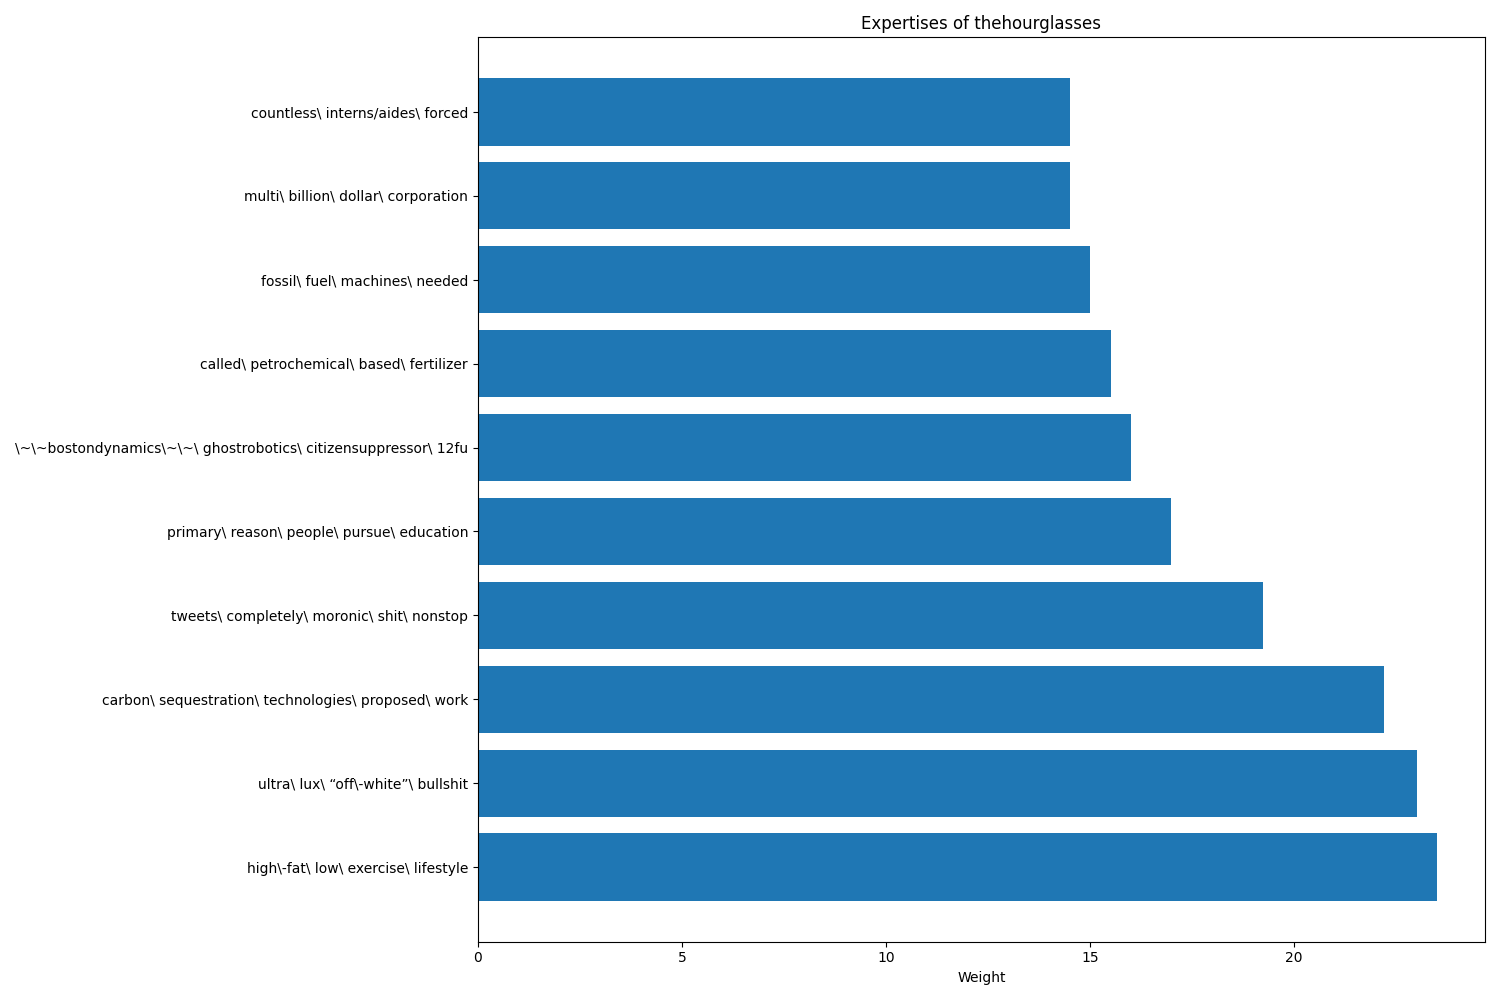 Expertises of thehourglasses
countless\ interns/aides\ forced
multi\ billion\ dollar\ corporation
fossil\ fuel\ machines\ needed
called\ petrochemical\ based\ fertilizer
\~\~bostondynamics\~\~\ ghostrobotics\ citizensuppressor\ 12fu
primary\ reason\ people\ pursue\ education
tweets\ completely\ moronic\ shit\ nonstop
carbon\ sequestration\ technologies\ proposed\ work
ultra\ lux\ “off\-white”\ bullshit
high\-fat\ low\ exercise\ lifestyle
0 5 10 15 20
Weight